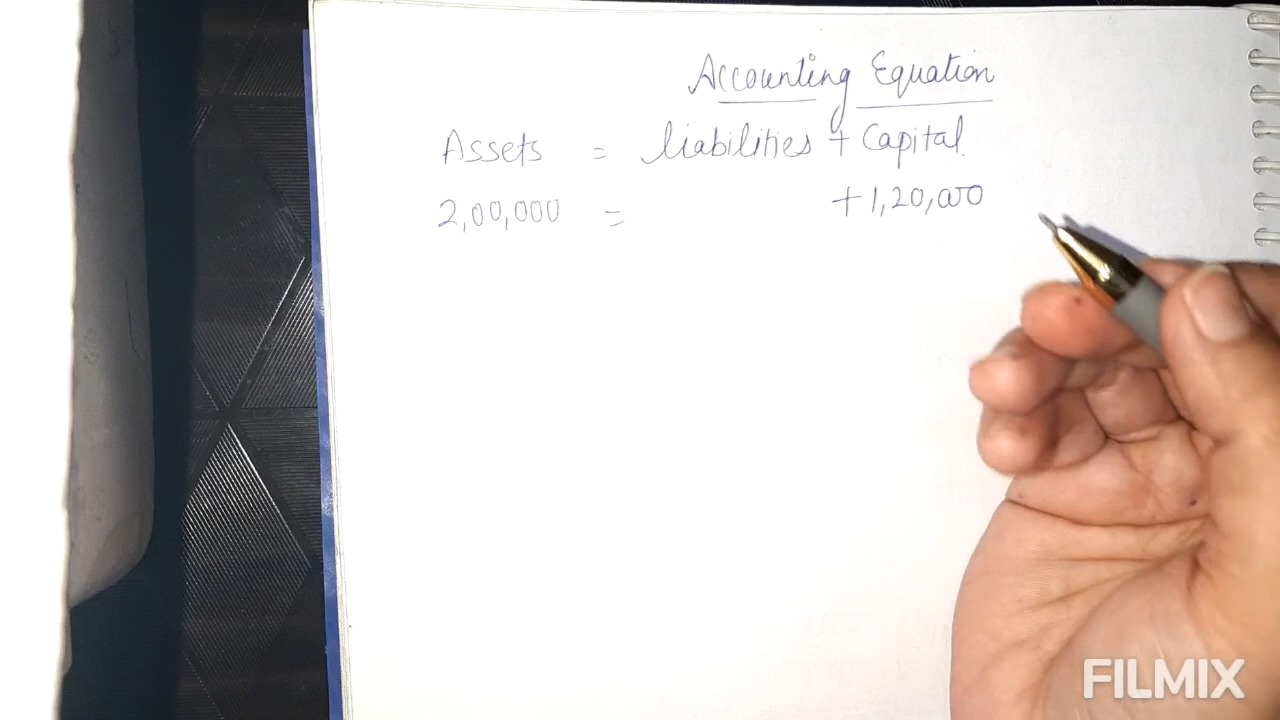 Accounting Equation
Assets = Liabilities + Capital.
2,00,000 = + 1,20,000
FILMIX